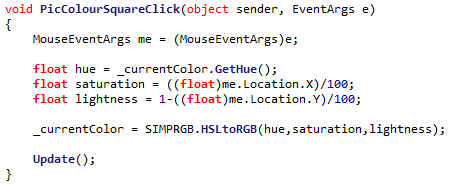 void PicColourSquareClick(object sender, EventArgs e)
{
MouseEventArgs me = (MouseEventArgs)e;
float hue = _currentColor.GetHue();
float saturation = ((float)me.Location.X)/100;
float lightness = 1-((float)me.Location.Y)/100;
_currentColor = SIMPRGB.HSLtoRGB(hue,saturation,lightness);
Update();
}